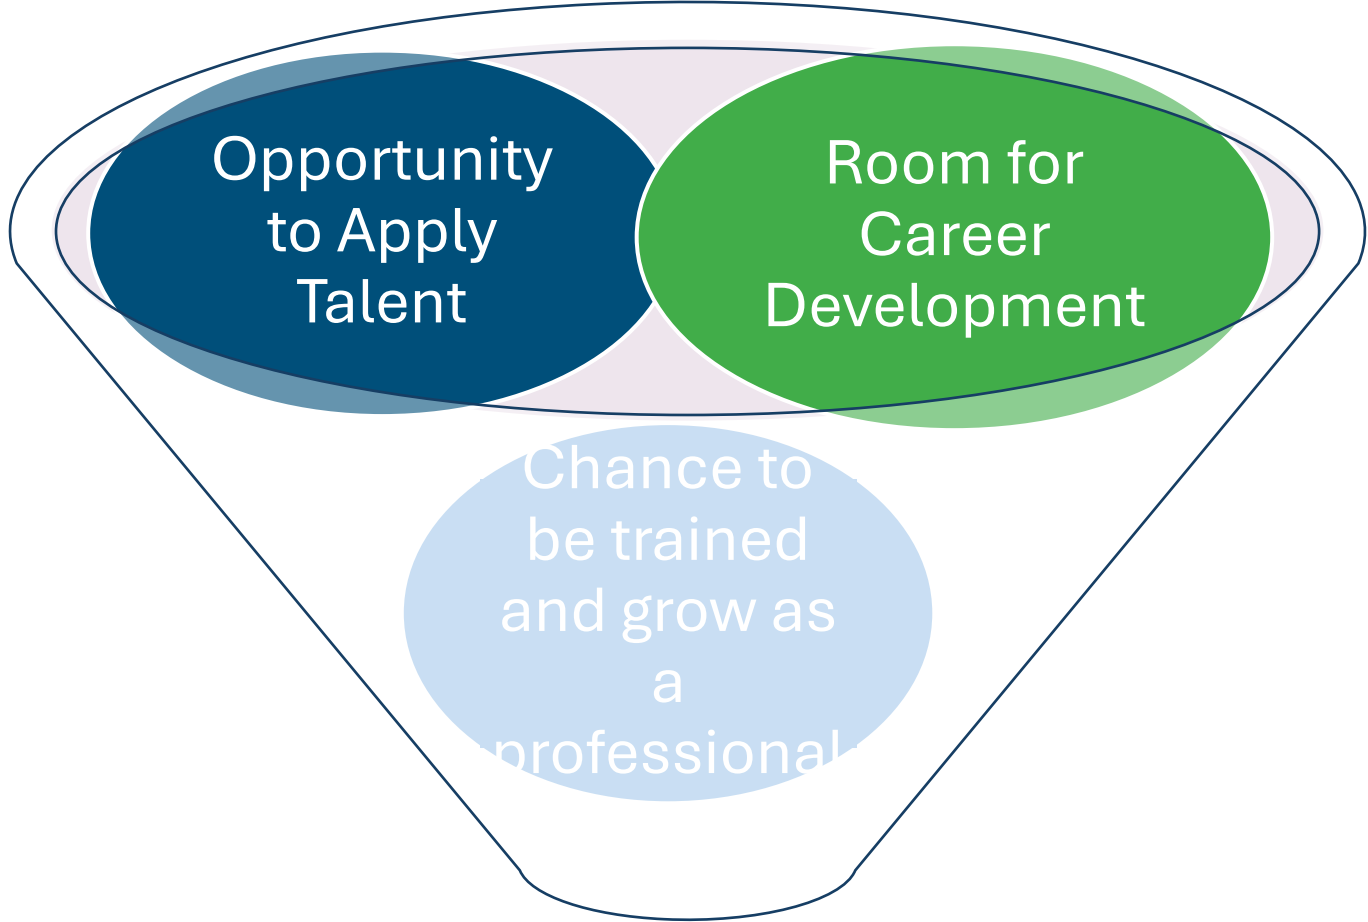 Opportunity
to Apply
Talent
Room for
Career
Development
Chance to
be trained
and grow as
a
professional